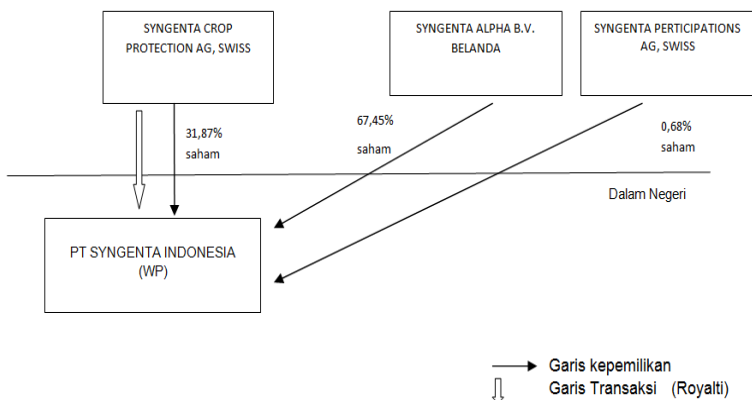 SYNGENTA CROP
PROTECTION AG, SWISS
SYNGENTA ALPHA B.V.
BELANDA
SYNGENTA PERTICIPATIONS
AG, SWISS
31,87%
saham
67,45%
saham
0,68%
saham
Dalam Negeri
PT SYNGENTA INDONESIA
(WP)
Garis kepemilikan
Garis Transaksi (Royalti)